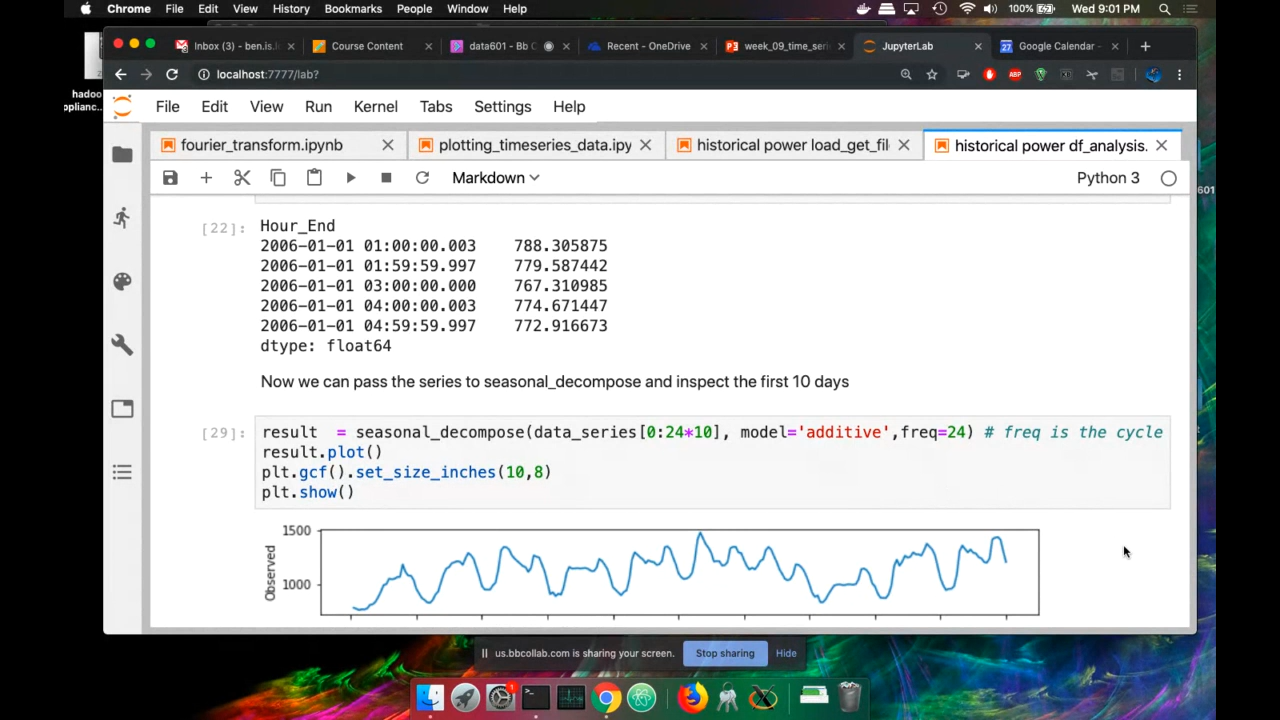 Chrome File Edit View History Bookmarks People Window Help 100% Wed 9:01 PM
Inbox (3) - ben.is. Course Content data601 - Bb C Recent - OneDrive week_09_time_seri JupyterLab Google Calendar -
localhost:7777/lab?
hadoo
pplianc...
File Edit View Run Kernel Tabs Settings Help
fourier_transform.ipynb plotting_timeseries_data.ipy historical power load_get_fil historical power df_analysis.
Markdown Python 3
601
[22]: Hour_End
2006-01-01 01:00:00.003 788.305875
2006-01-01 01:59:59.997 779.587442
2006-01-01 03:00:00.000 767.310985
2006-01-01 04:00:00.003 774.671447
2006-01-01 04:59:59.997 772.916673
dtype: float64
Now we can pass the series to seasonal_decompose and inspect the first 10 days
[29]: result = seasonal_decompose(data_series[0:24*10], model='additive',freq=24) # freq is the cycle
result.plot()
plt.gcf().set_size_inches(10,8)
plt.show()
1500
Observed
1000
us.bbcollab.com is sharing your screen. Stop sharing Hide